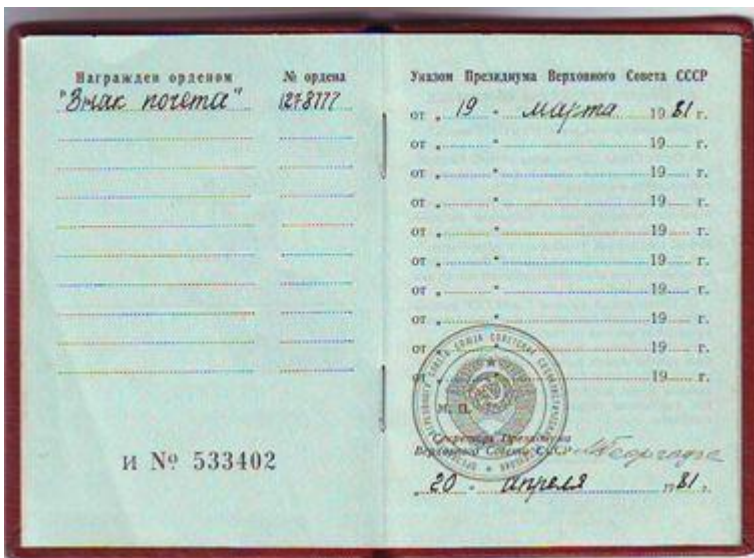 Награжден орденом № ордена
"Знак почета" 1278777
И № 533402
Указом Президиума Верховного Совета СССР
от „ 19 " марта 1981 г.
от „ " 19 г.
от „ " 19 г.
от „ " 19 г.
от „ " 19 г.
от „ " 19 г.
от „ " 19 г.
от „ " 19 г.
от „ " 19 г.
от „ " 19 г.
М. П.
Секретарь Президиума
Верховного Совета СССР
„ 20 " апреля 1981 г.